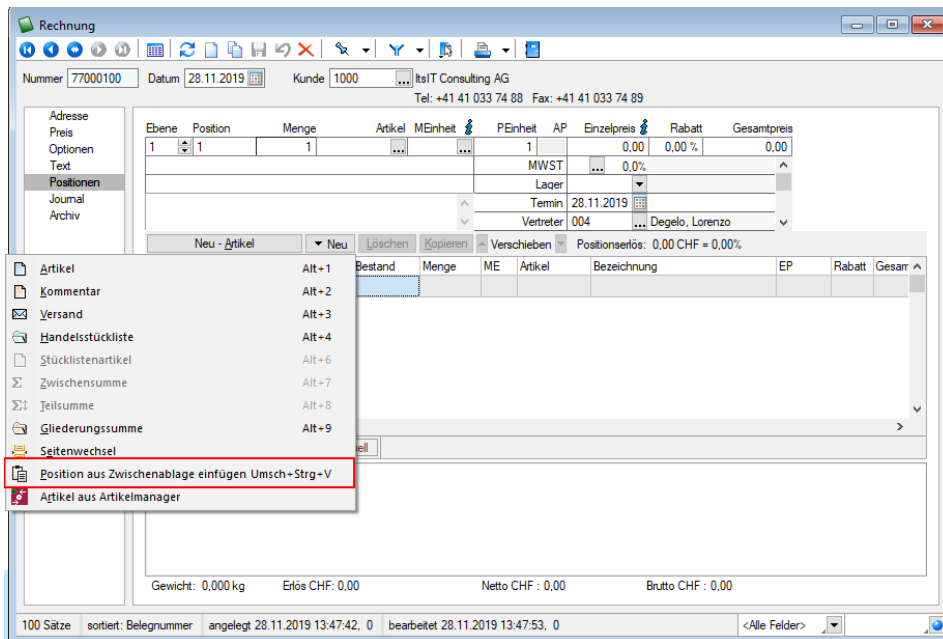 Rechnung
Nummer 77000100 Datum 28.11.2019 Kunde 1000 ... ItsIT Consulting AG
Tel: +41 41 033 74 88 Fax: +41 41 033 74 89
Adresse
Preis
Optionen
Text
Positionen
Journal
Archiv
Ebene Position Menge Artikel MEinheit PEinheit AP Einzelpreis Rabatt Gesamtpreis
1 1 1 ... ... 1 0,00 0,00 % 0,00
MWST ... 0,0%
Lager
Termin 28.11.2019
Vertreter 004 ... Degelo, Lorenzo
Neu - Artikel Neu Löschen Kopieren Verschieben Positionserlös: 0,00 CHF = 0,00%
Bestand Menge ME Artikel Bezeichnung EP Rabatt Gesam
Artikel Alt+1
Kommentar Alt+2
Versand Alt+3
Handelsstückliste Alt+4
Stücklistenartikel Alt+6
Zwischensumme Alt+7
Teilsumme Alt+8
Gliederungssumme Alt+9
Seitenwechsel
ell
Position aus Zwischenablage einfügen Umsch+Strg+V
Artikel aus Artikelmanager
Gewicht: 0,000 kg Erlös CHF: 0,00 Netto CHF : 0,00 Brutto CHF : 0,00
100 Sätze sortiert: Belegnummer angelegt 28.11.2019 13:47:42, 0 bearbeitet 28.11.2019 13:47:53, 0 <Alle Felder>